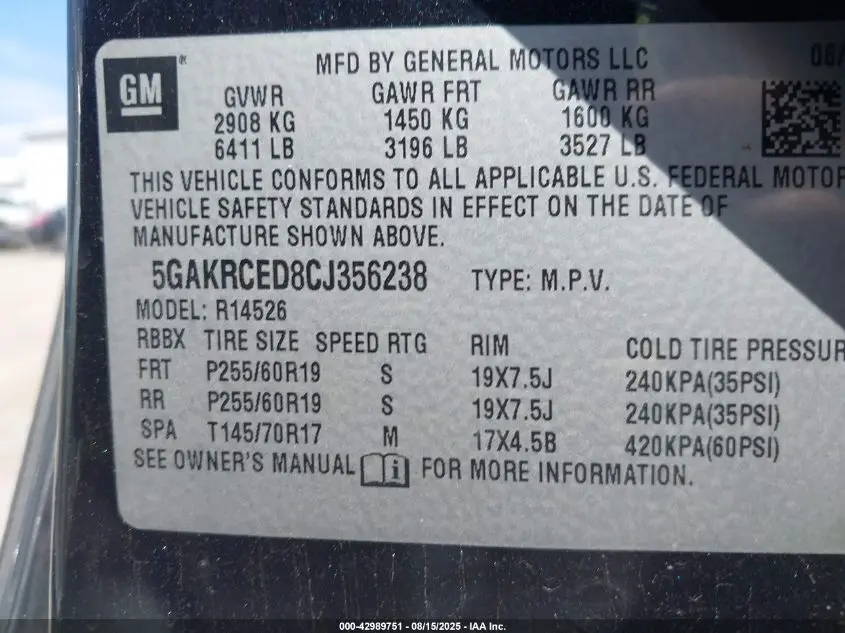 MFD BY GENERAL MOTORS LLC
GM
GVWR GAWR FRT GAWR RR
2908 KG 1450 KG 1600 KG
6411 LB 3196 LB 3527 LB
THIS VEHICLE CONFORMS TO ALL APPLICABLE U.S. FEDERAL MOTOR
VEHICLE SAFETY STANDARDS IN EFFECT ON THE DATE OF
MANUFACTURE SHOWN ABOVE.
5GAKRCED8CJ356238 TYPE: M.P.V.
MODEL: R14526
RBBX TIRE SIZE SPEED RTG RIM COLD TIRE PRESSUR
FRT P255/60R19 S 19X7.5J 240KPA(35PSI)
RR P255/60R19 S 19X7.5J 240KPA(35PSI)
SPA T145/70R17 M 17X4.5B 420KPA(60PSI)
SEE OWNER'S MANUAL i FOR MORE INFORMATION.
000-42989751 - 08/15/2025 - IAA Inc.